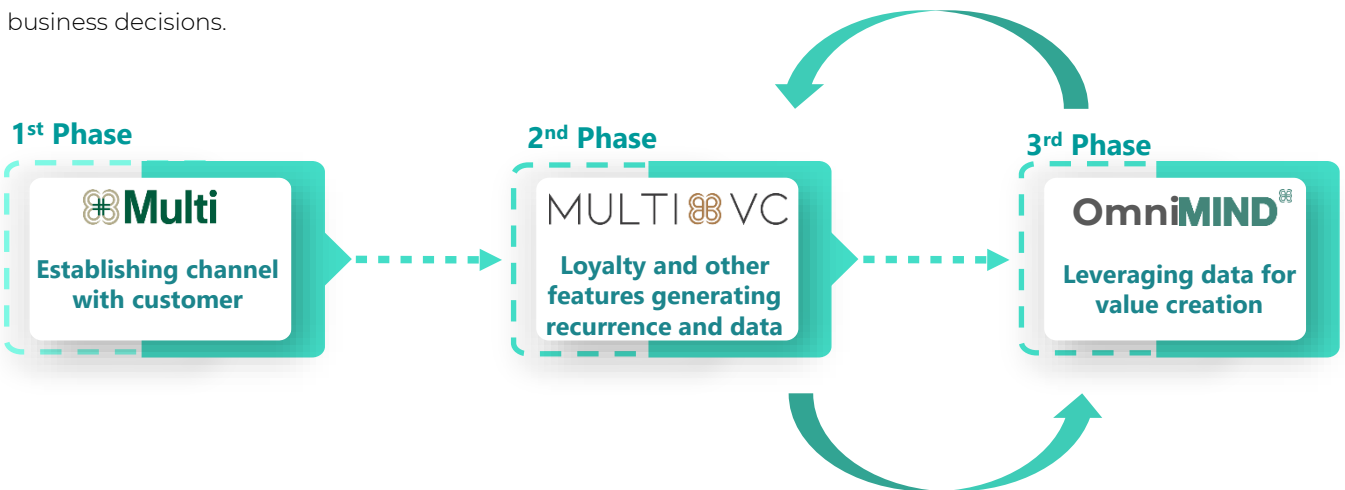 business decisions.
1st Phase
Multi
Establishing channel
with customer
2nd Phase
MULTI VC
Loyalty and other
features generating
recurrence and data
3rd Phase
OmniMIND
Leveraging data for
value creation